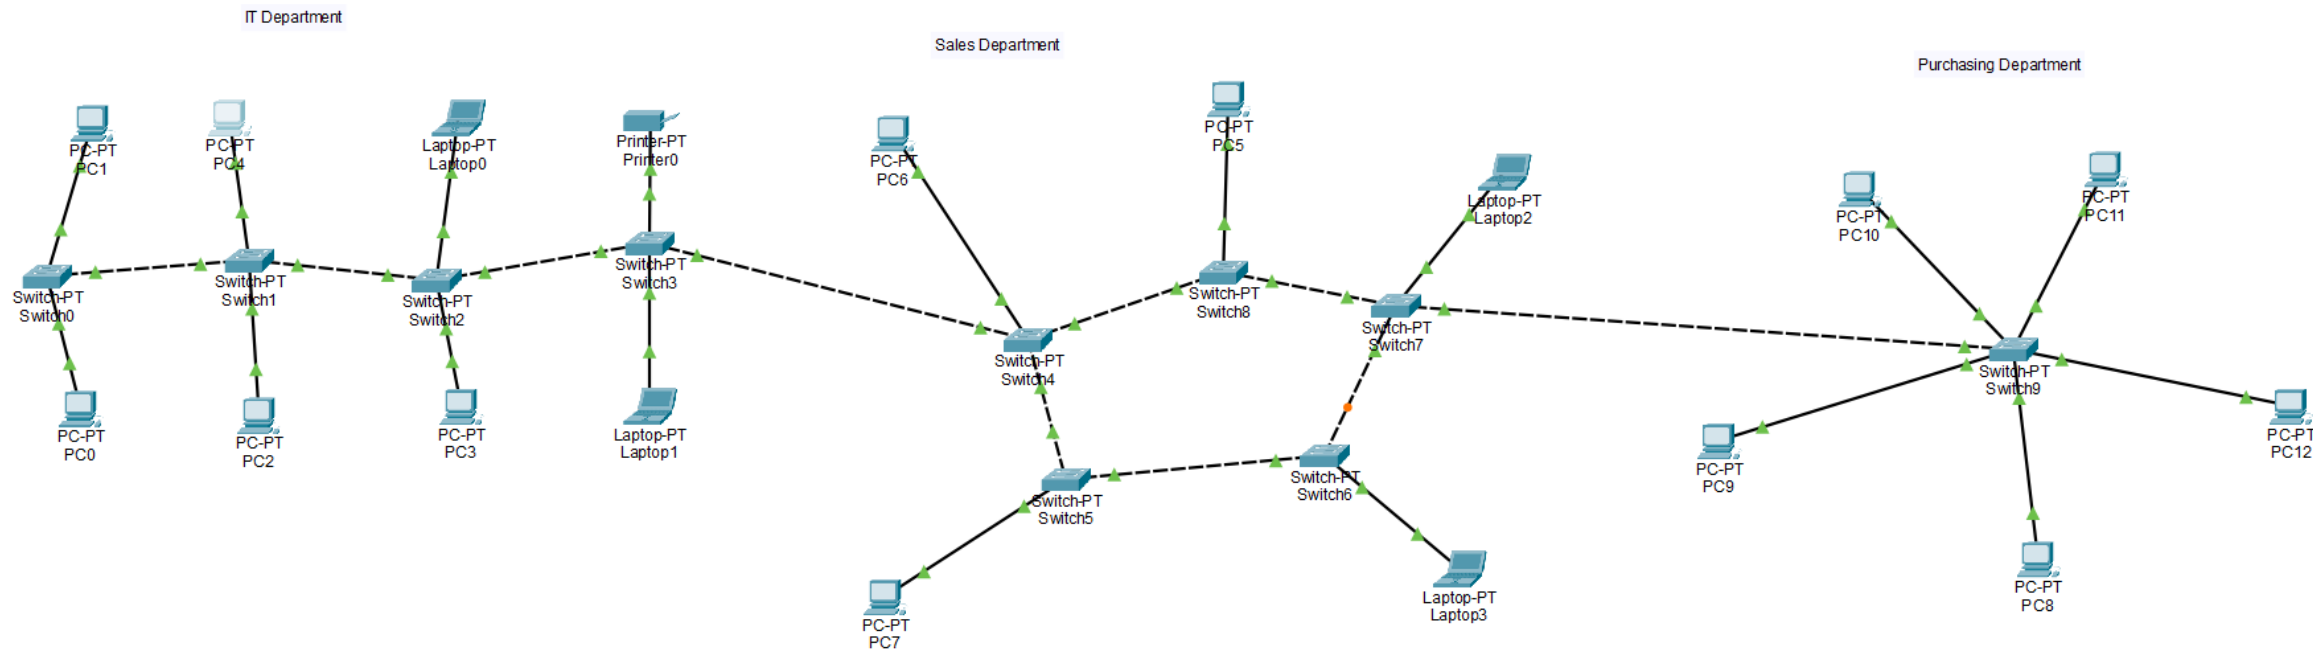 IT Department
Sales Department
Purchasing Department
PC-PT
PC1
PC-PT
PC4
Laptop-PT
Laptop0
Printer-PT
Printer0
PC-PT
PC6
PC-PT
PC5
Laptop-PT
Laptop2
PC-PT
PC10
PC-PT
PC11
Switch-PT
Switch0
Switch-PT
Switch1
Switch-PT
Switch2
Switch-PT
Switch3
Switch-PT
Switch4
Switch-PT
Switch8
Switch-PT
Switch7
Switch-PT
Switch9
PC-PT
PC0
PC-PT
PC2
PC-PT
PC3
Laptop-PT
Laptop1
Switch-PT
Switch5
Switch-PT
Switch6
PC-PT
PC9
PC-PT
PC12
PC-PT
PC7
Laptop-PT
Laptop3
PC-PT
PC8